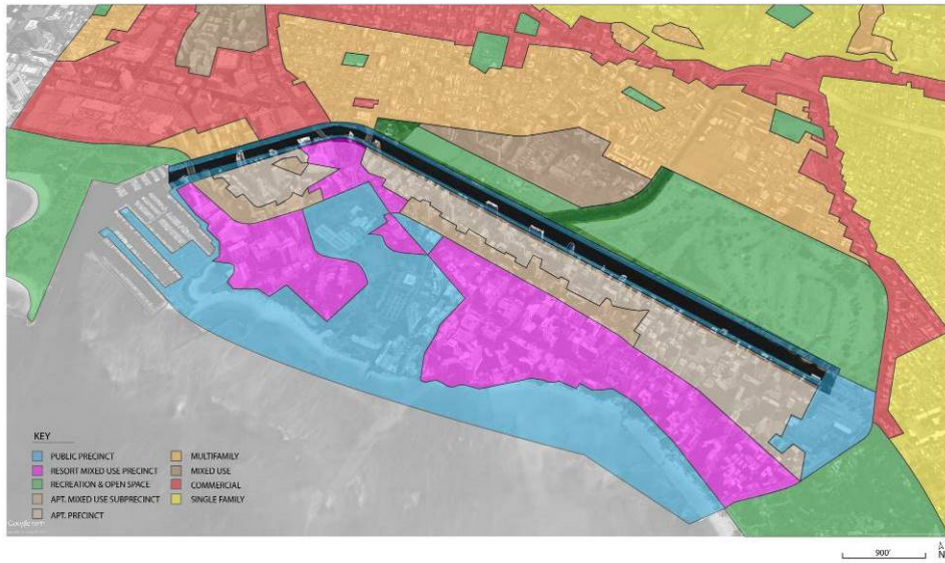 KEY
PUBLIC PRECINCT
RESORT MIXED USE PRECINCT
RECREATION & OPEN SPACE
APT. MIXED USE SUBPRECINCT
APT. PRECINCT
MULTIFAMILY
MIXED USE
COMMERCIAL
SINGLE FAMILY
Google earth
900'
N